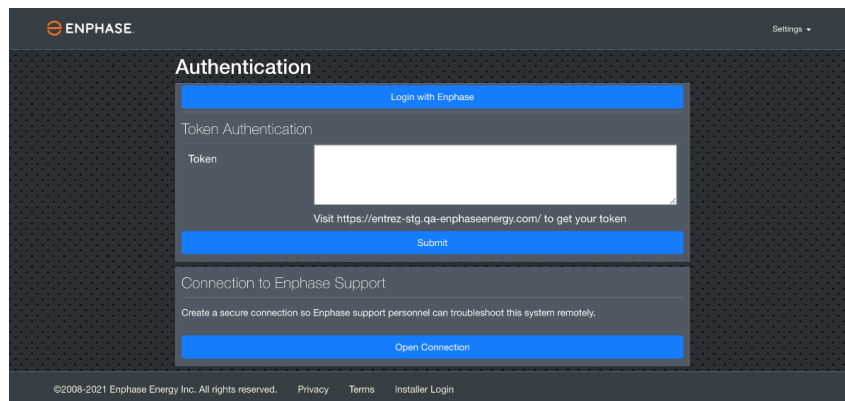 ENPHASE.
Settings
Authentication
Login with Enphase
Token Authentication
Token
Visit https://entrez-stg.qa-enphaseenergy.com/ to get your token
Submit
Connection to Enphase Support
Create a secure connection so Enphase support personnel can troubleshoot this system remotely.
Open Connection
©2008-2021 Enphase Energy Inc. All rights reserved. Privacy Terms Installer Login